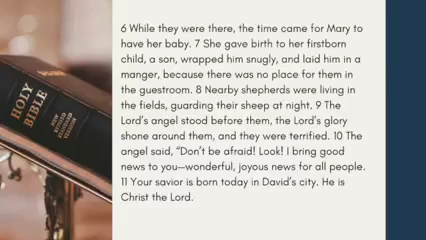 HOLY
BIBLE
NEW
REVISED
STANDARD
VERSION
6 While they were there, the time came for Mary to
have her baby. 7 She gave birth to her firstborn
child, a son, wrapped him snugly, and laid him in a
manger, because there was no place for them in
the guestroom. 8 Nearby shepherds were living in
the fields, guarding their sheep at night. 9 The
Lord’s angel stood before them, the Lord’s glory
shone around them, and they were terrified. 10 The
angel said, “Don’t be afraid! Look! I bring good
news to you—wonderful, joyous news for all people.
11 Your savior is born today in David’s city. He is
Christ the Lord.